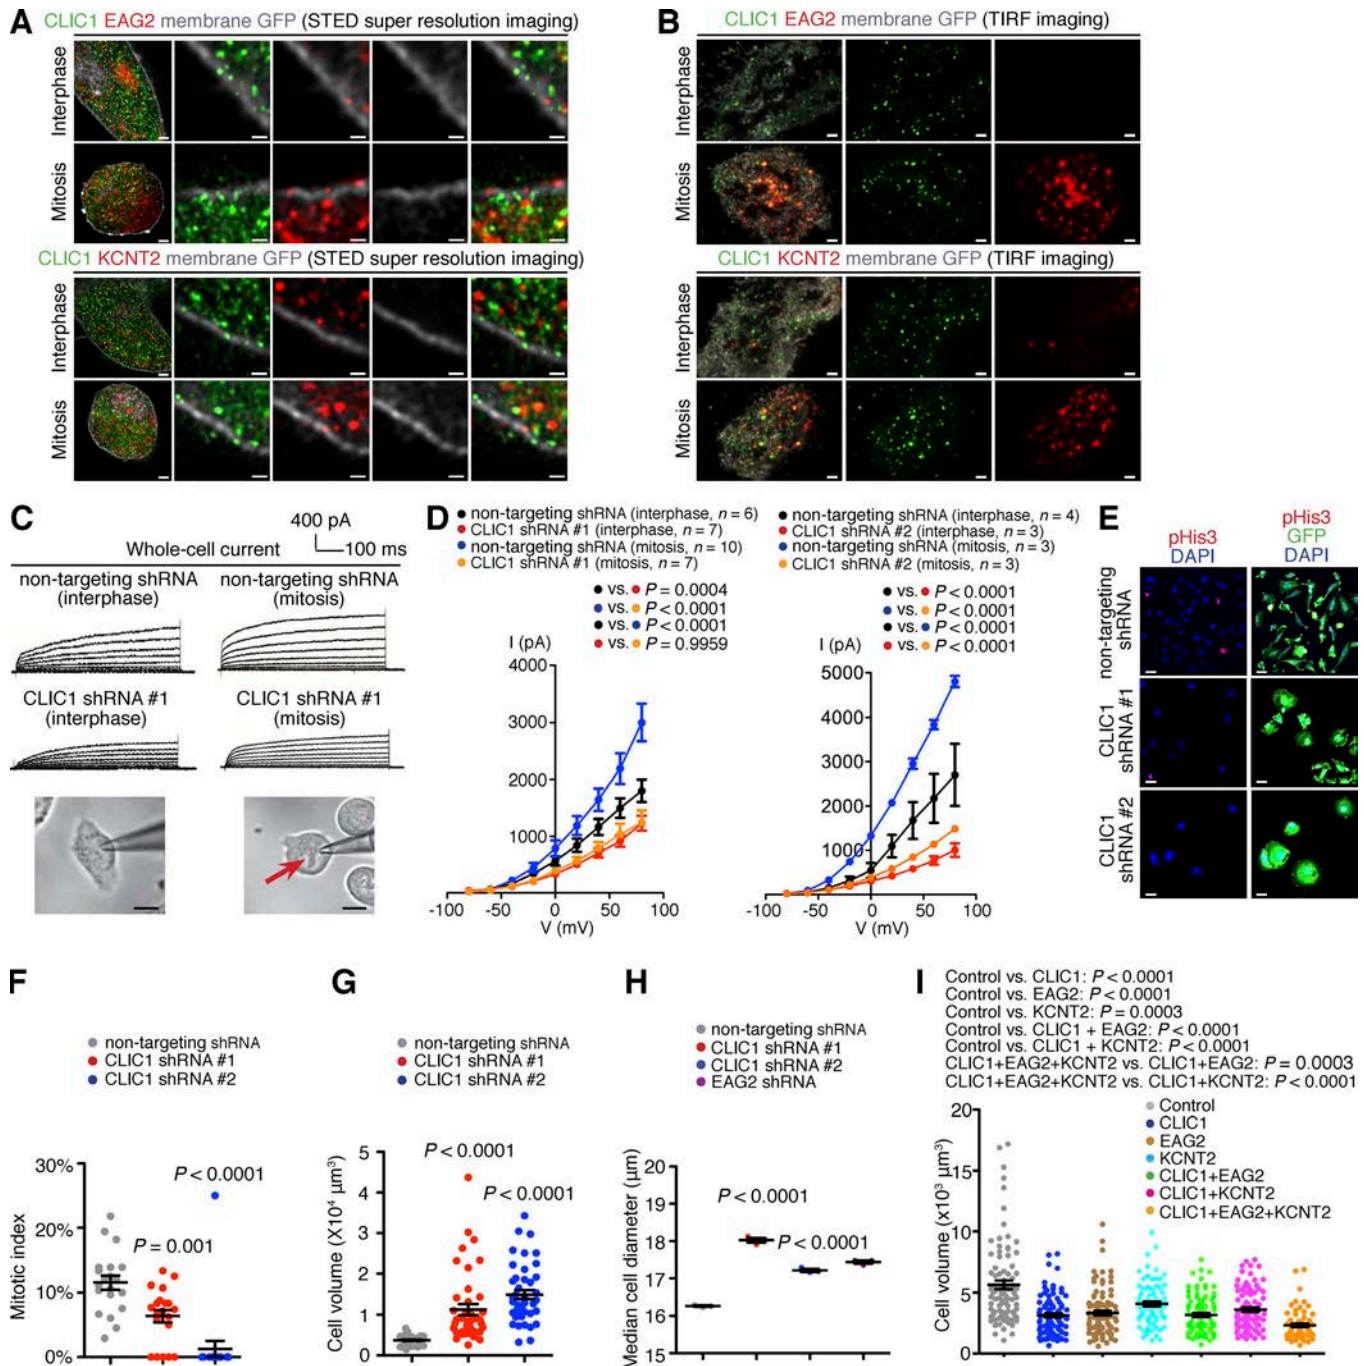 A
CLIC1 EAG2 membrane GFP (STED super resolution imaging)
Interphase
Mitosis
CLIC1 KCNT2 membrane GFP (STED super resolution imaging)
Interphase
Mitosis
B
CLIC1 EAG2 membrane GFP (TIRF imaging)
Interphase
Mitosis
CLIC1 KCNT2 membrane GFP (TIRF imaging)
Interphase
Mitosis
C
400 pA
100 ms
Whole-cell current
non-targeting shRNA
(interphase)
non-targeting shRNA
(mitosis)
CLIC1 shRNA #1
(interphase)
CLIC1 shRNA #1
(mitosis)
D
non-targeting shRNA (interphase, n = 6)
CLIC1 shRNA #1 (interphase, n = 7)
non-targeting shRNA (mitosis, n = 10)
CLIC1 shRNA #1 (mitosis, n = 7)
vs. P = 0.0004
vs. P < 0.0001
vs. P < 0.0001
vs. P = 0.9959
I (pA)
4000
3000
2000
1000
-100
-50
0
50
100
V (mV)
non-targeting shRNA (interphase, n = 4)
CLIC1 shRNA #2 (interphase, n = 3)
non-targeting shRNA (mitosis, n = 3)
CLIC1 shRNA #2 (mitosis, n = 3)
vs. P < 0.0001
vs. P < 0.0001
vs. P < 0.0001
vs. P < 0.0001
I (pA)
5000
4000
3000
2000
1000
-100
-50
0
50
100
V (mV)
E
pHis3
DAPI
pHis3
GFP
DAPI
non-targeting
shRNA
CLIC1
shRNA #1
CLIC1
shRNA #2
F
non-targeting shRNA
CLIC1 shRNA #1
CLIC1 shRNA #2
Mitotic index
30%
20%
10%
0%
P = 0.001
P < 0.0001
G
non-targeting shRNA
CLIC1 shRNA #1
CLIC1 shRNA #2
Cell volume (X10⁴ µm³)
5
4
3
2
1
0
P < 0.0001
P < 0.0001
H
non-targeting shRNA
CLIC1 shRNA #1
CLIC1 shRNA #2
EAG2 shRNA
Median cell diameter (µm)
20
19
18
17
16
15
P < 0.0001
P < 0.0001
I
Control vs. CLIC1: P < 0.0001
Control vs. EAG2: P < 0.0001
Control vs. KCNT2: P = 0.0003
Control vs. CLIC1 + EAG2: P < 0.0001
Control vs. CLIC1 + KCNT2: P < 0.0001
CLIC1+EAG2+KCNT2 vs. CLIC1+EAG2: P = 0.0003
CLIC1+EAG2+KCNT2 vs. CLIC1+KCNT2: P < 0.0001
Control
CLIC1
EAG2
KCNT2
CLIC1+EAG2
CLIC1+KCNT2
CLIC1+EAG2+KCNT2
Cell volume (x10³ µm³)
20
15
10
5
0